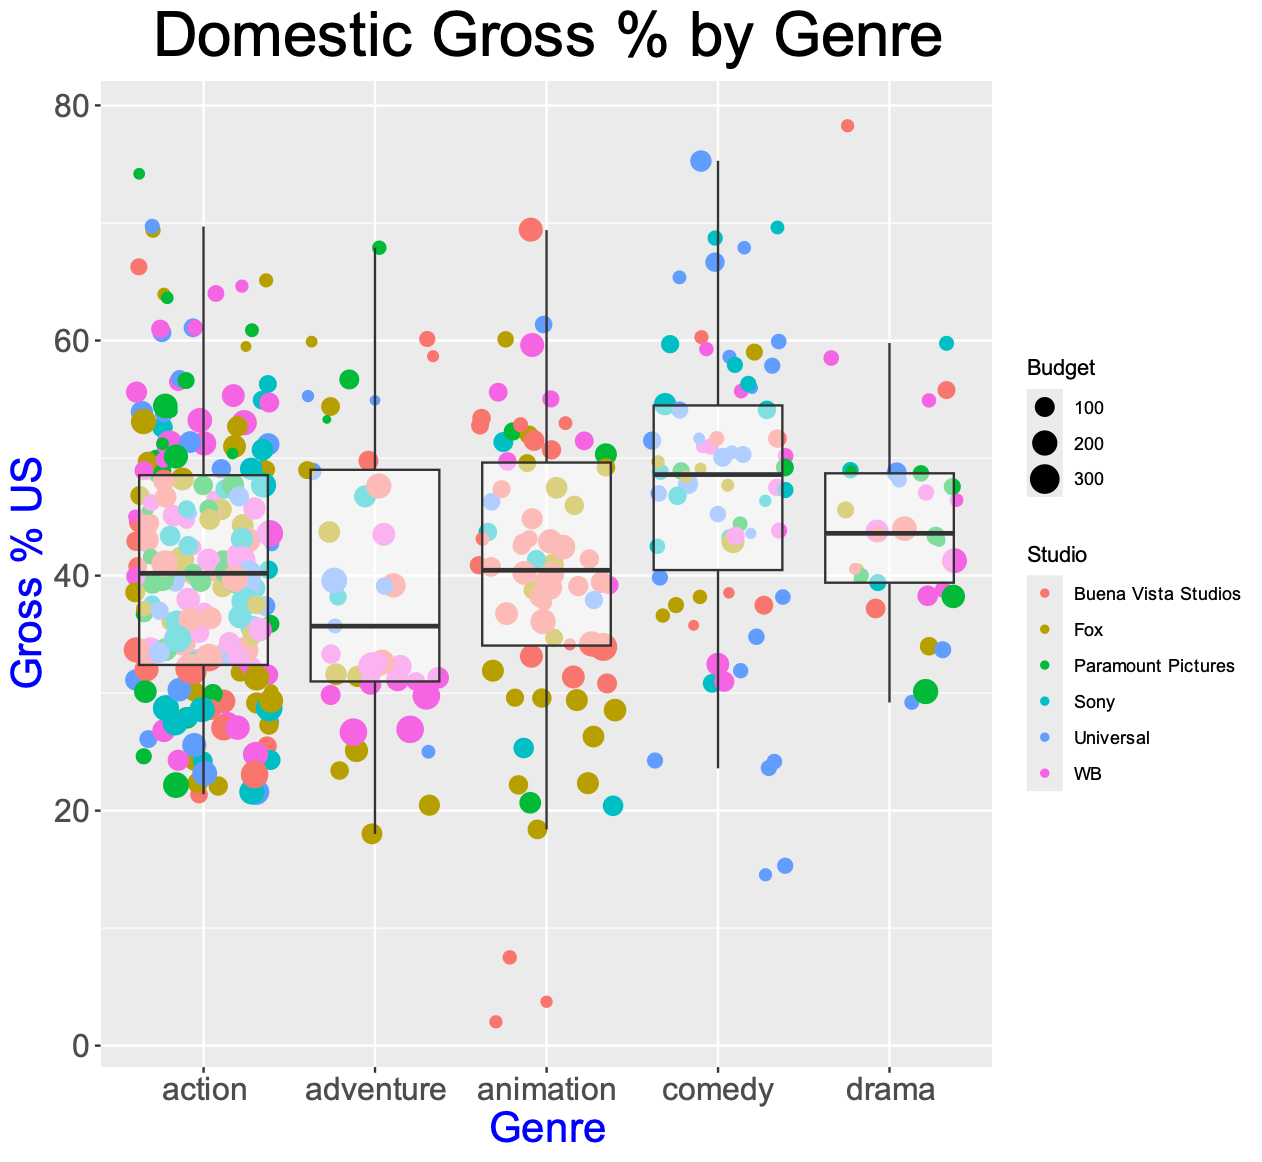 Domestic Gross % by Genre
80
60
40
20
0
Gross % US
action adventure animation comedy drama
Genre
Budget
100
200
300
Studio
Buena Vista Studios
Fox
Paramount Pictures
Sony
Universal
WB